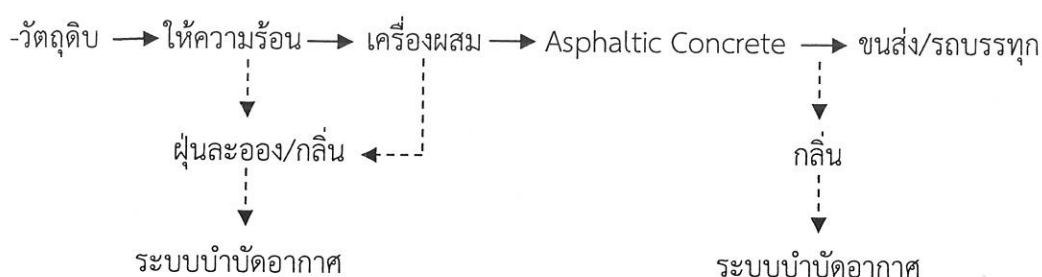 -วัตถุดิบ ให้ความร้อน เครื่องผสม Asphaltic Concrete ขนส่ง/รถบรรทุก
ฝุ่นละออง/กลิ่น กลิ่น
ระบบบำบัดอากาศ ระบบบำบัดอากาศ